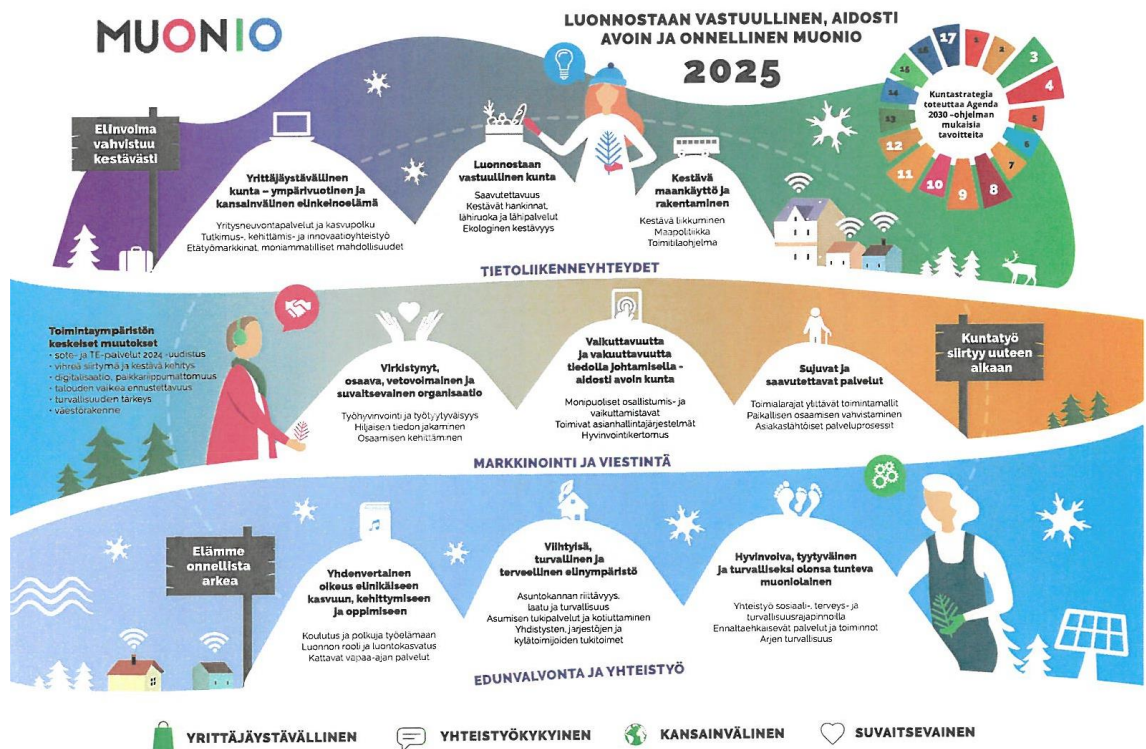 MUONIO
LUONNOSTAAN VASTUULLINEN, AIDOSTI
AVOIN JA ONNELLINEN MUONIO
2025
1
2
3
4
5
6
7
8
9
10
11
12
13
14
15
16
17
Kuntastrategia
toteuttaa Agenda
2030 -ohjelman
mukaisia
tavoitteita
Elinvoima
vahvistuu
kestävästi
Yrittäjäystävällinen
kunta – ympärivuotinen ja
kansainvälinen elinkeinoelämä
Yritysneuvontapalvelut ja kasvupolku
Tutkimus-, kehittämis- ja innovaatioyhteistyö
Etätyömarkkinat, moniammatilliset mahdollisuudet
Luonnostaan
vastuullinen kunta
Saavutettavuus
Kestävät hankinnat,
lähiruoka ja lähipalvelut
Ekologinen kestävyys
Kestävä
maankäyttö ja
rakentaminen
Kestävä liikkuminen
Maapolitiikka
Toimitilaohjelma
TIETOLIIKENNEYHTEYDET
Toimintaympäristön
keskeiset muutokset
• sote- ja TE-palvelut 2024 -uudistus
• vihreä siirtymä ja kestävä kehitys
• digitalisaatio, paikkariippumattomuus
• talouden vaikea ennustettavuus
• turvallisuuden tärkeys
• väestörakenne
Virkistynyt,
osaava, vetovoimainen ja
suvaitsevainen organisaatio
Työhyvinvointi ja työtyytyväisyys
Hiljaisen tiedon jakaminen
Osaamisen kehittäminen
Vaikuttavuutta
ja vakuuttavuutta
tiedolla johtamisella -
aidosti avoin kunta
Monipuoliset osallistumis- ja
vaikuttamistavat
Toimivat asianhallintajärjestelmät
Hyvinvointikertomus
Sujuvat ja
saavutettavat palvelut
Toimialarajat ylittävät toimintamallit
Paikallisen osaamisen vahvistaminen
Asiakaslähtöiset palveluprosessit
Kuntatyö
siirtyy uuteen
aikaan
MARKKINOINTI JA VIESTINTÄ
Elämme
onnellista
arkea
Yhdenvertainen
oikeus elinikäiseen
kasvuun, kehittymiseen
ja oppimiseen
Koulutus ja polkuja työelämään
Luonnon rooli ja luontokasvatus
Kattavat vapaa-ajan palvelut
Viihtyisä,
turvallinen ja
terveellinen elinympäristö
Asuntokannan riittävyys,
laatu ja turvallisuus
Asumisen tukipalvelut ja kotiuttaminen
Yhdistysten, järjestöjen ja
kylätoimijoiden tukitoimet
Hyvinvoiva, tyytyväinen
ja turvalliseksi olonsa tunteva
muoniolainen
Yhteistyö sosiaali-, terveys- ja
turvallisuusrajapinnoilla
Ennaltaehkäisevät palvelut ja toiminnot
Arjen turvallisuus
EDUNVALVONTA JA YHTEISTYÖ
YRITTÄJÄYSTÄVÄLLINEN
YHTEISTYÖKYKYINEN
KANSAINVÄLINEN
SUVAITSEVAINEN